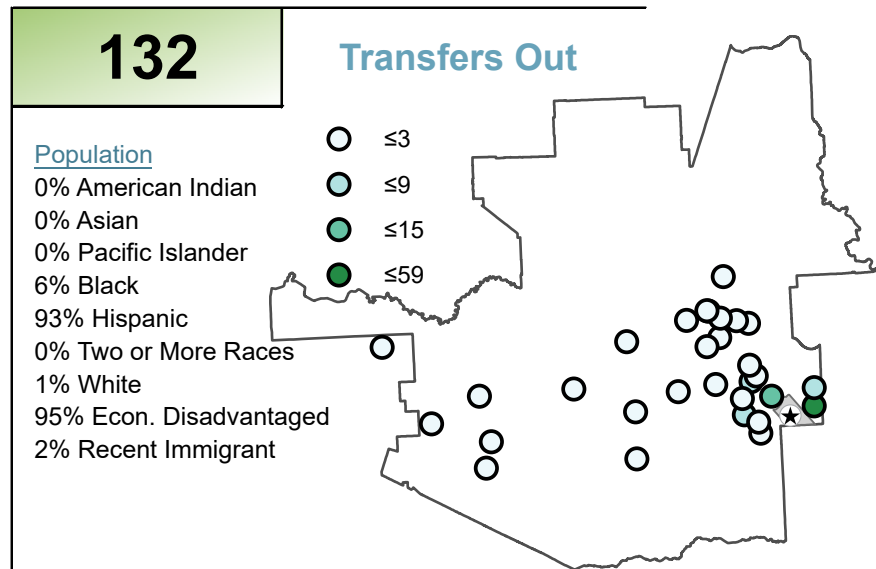 132
Transfers Out
Population
0% American Indian
0% Asian
0% Pacific Islander
6% Black
93% Hispanic
0% Two or More Races
1% White
95% Econ. Disadvantaged
2% Recent Immigrant
≤3
≤9
≤15
≤59